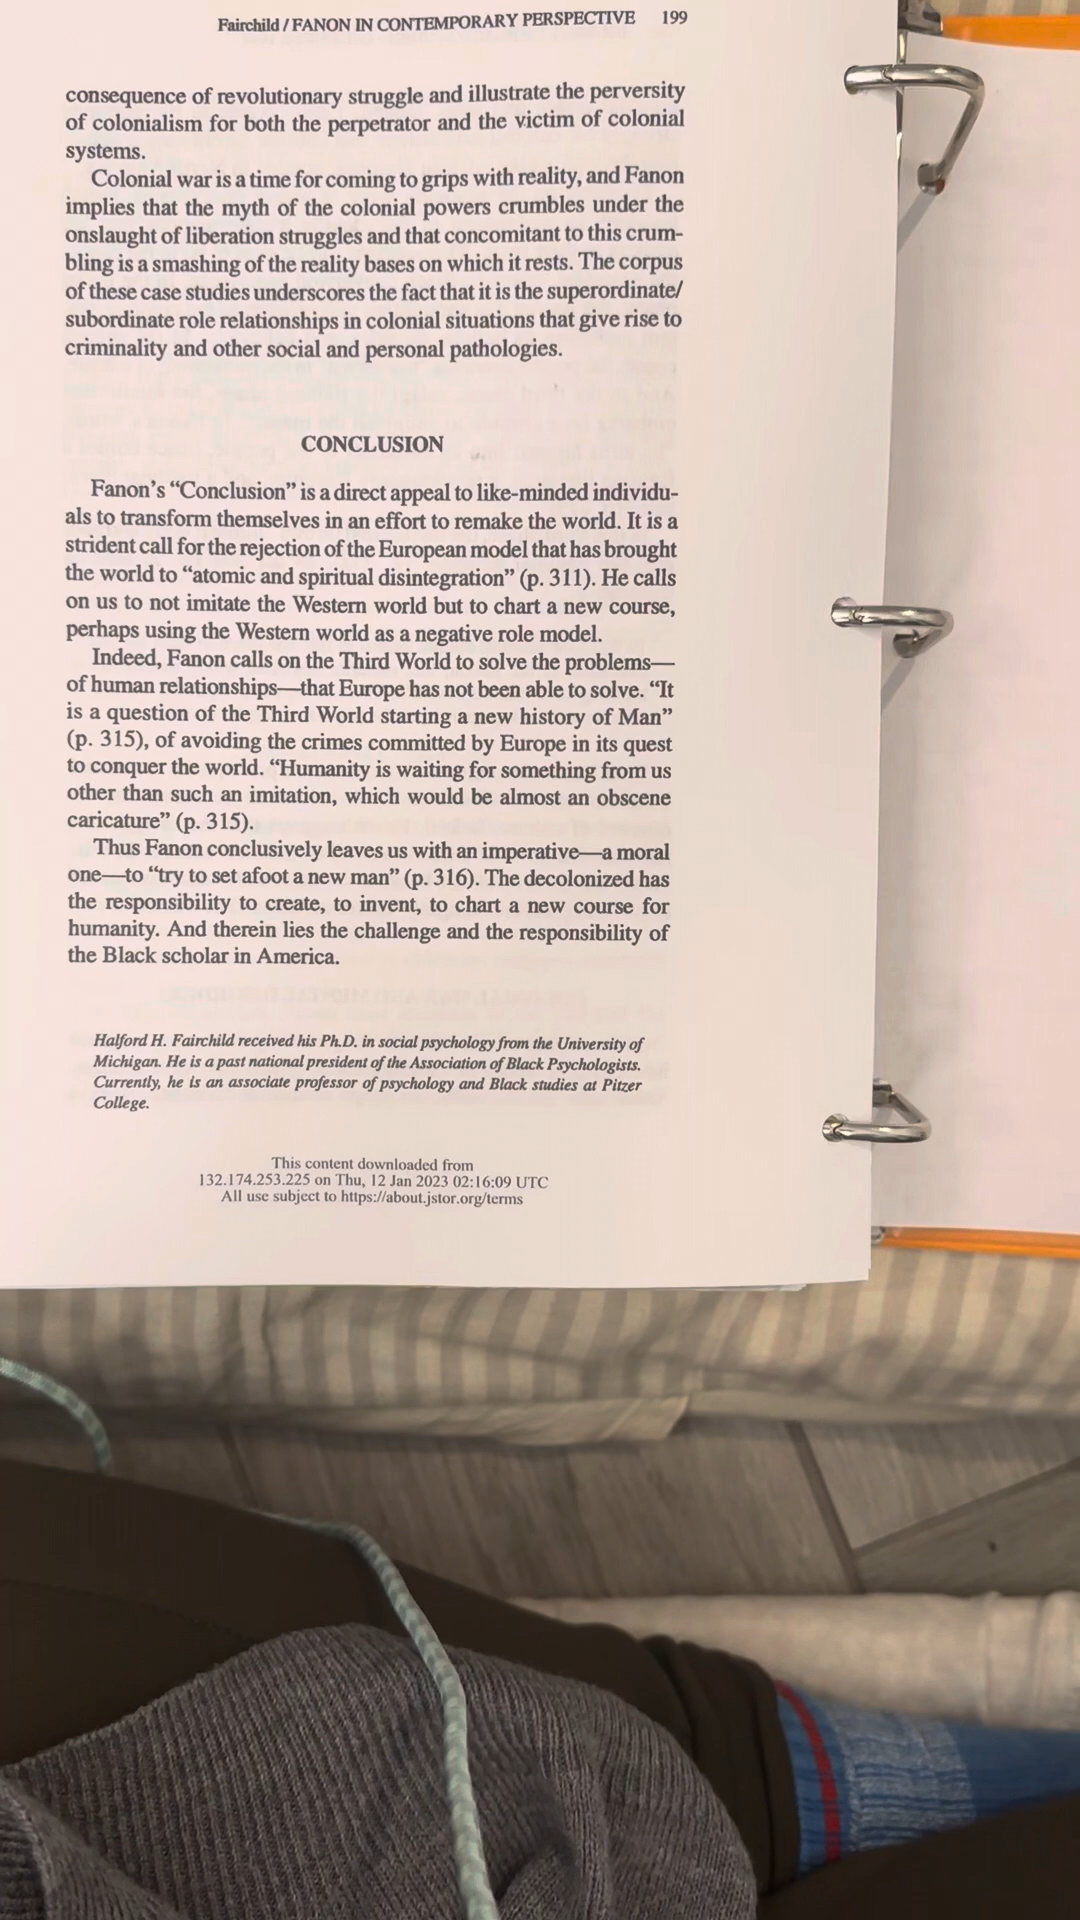 Fairchild / FANON IN CONTEMPORARY PERSPECTIVE 199
consequence of revolutionary struggle and illustrate the perversity
of colonialism for both the perpetrator and the victim of colonial
systems.
Colonial war is a time for coming to grips with reality, and Fanon
implies that the myth of the colonial powers crumbles under the
onslaught of liberation struggles and that concomitant to this crum-
bling is a smashing of the reality bases on which it rests. The corpus
of these case studies underscores the fact that it is the superordinate/
subordinate role relationships in colonial situations that give rise to
criminality and other social and personal pathologies.
CONCLUSION
Fanon’s “Conclusion” is a direct appeal to like-minded individu-
als to transform themselves in an effort to remake the world. It is a
strident call for the rejection of the European model that has brought
the world to “atomic and spiritual disintegration” (p. 311). He calls
on us to not imitate the Western world but to chart a new course,
perhaps using the Western world as a negative role model.
Indeed, Fanon calls on the Third World to solve the problems—
of human relationships—that Europe has not been able to solve. “It
is a question of the Third World starting a new history of Man”
(p. 315), of avoiding the crimes committed by Europe in its quest
to conquer the world. “Humanity is waiting for something from us
other than such an imitation, which would be almost an obscene
caricature” (p. 315).
Thus Fanon conclusively leaves us with an imperative—a moral
one—to “try to set afoot a new man” (p. 316). The decolonized has
the responsibility to create, to invent, to chart a new course for
humanity. And therein lies the challenge and the responsibility of
the Black scholar in America.
Halford H. Fairchild received his Ph.D. in social psychology from the University of
Michigan. He is a past national president of the Association of Black Psychologists.
Currently, he is an associate professor of psychology and Black studies at Pitzer
College.
This content downloaded from
132.174.253.225 on Thu, 12 Jan 2023 02:16:09 UTC
All use subject to https://about.jstor.org/terms